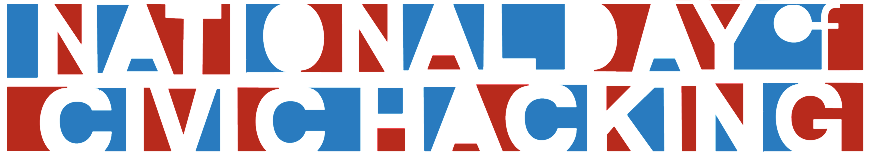 NATIONAL DAY of
CIVIC HACKING